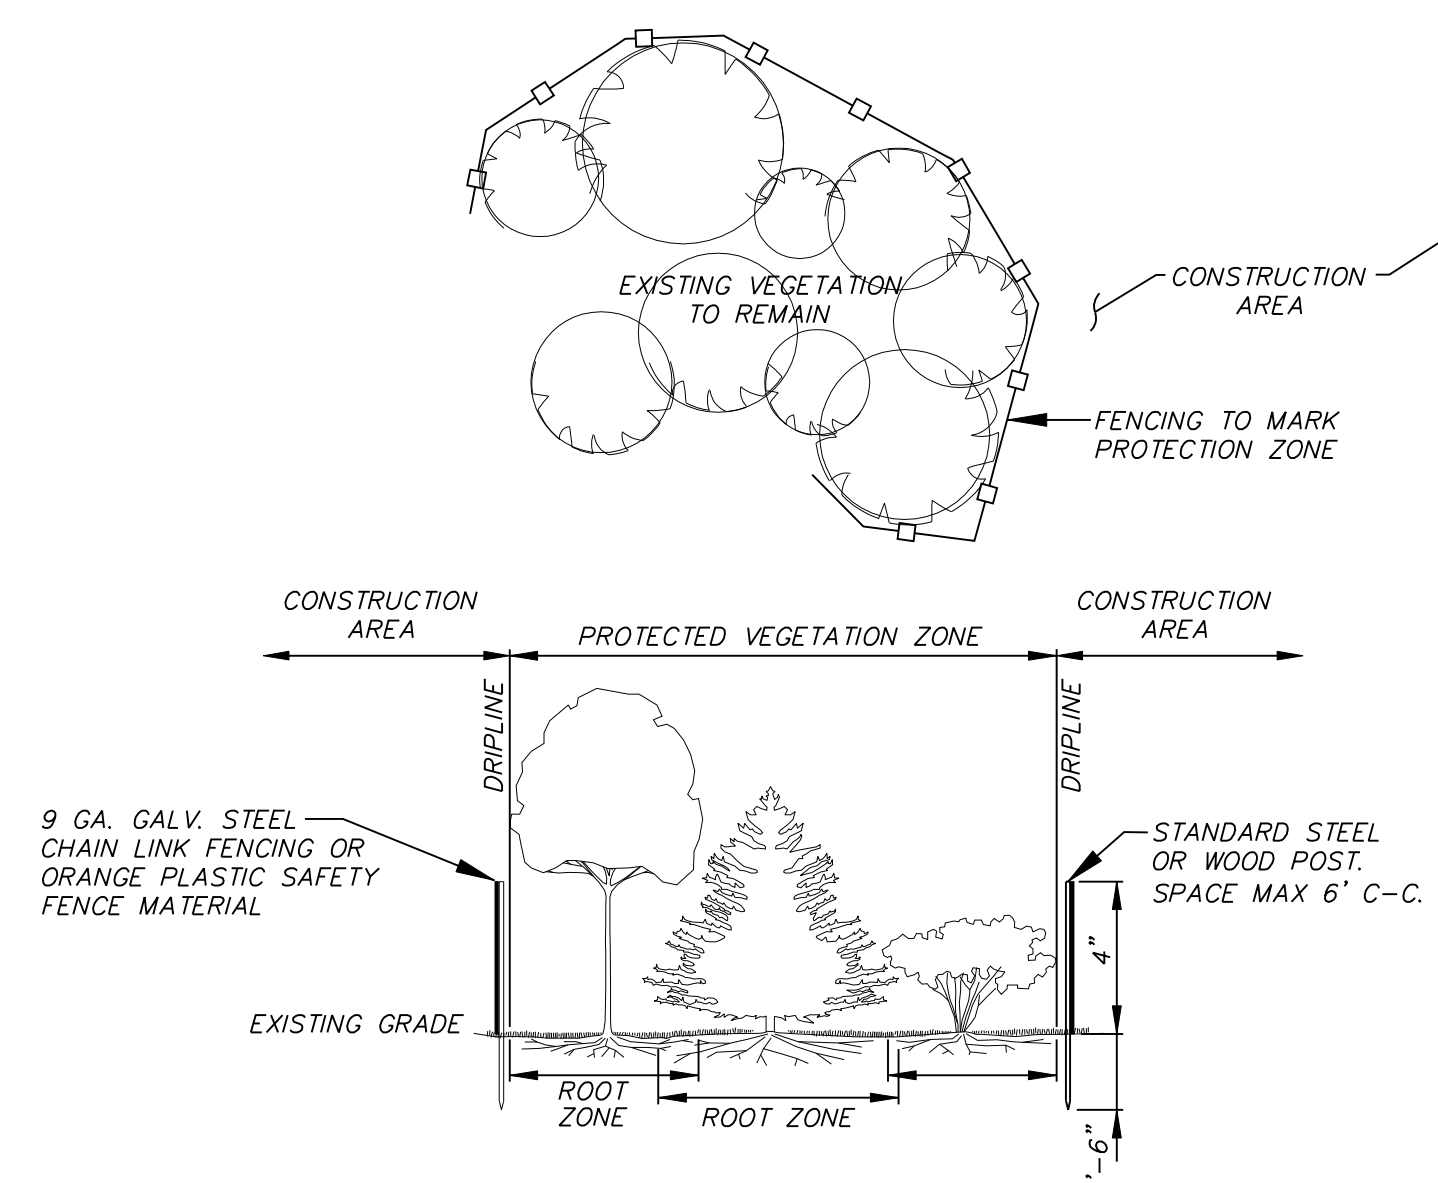 EXISTING VEGETATION
TO REMAIN
CONSTRUCTION
AREA
FENCING TO MARK
PROTECTION ZONE
CONSTRUCTION
AREA
PROTECTED VEGETATION ZONE
CONSTRUCTION
AREA
DRIPLINE
DRIPLINE
9 GA. GALV. STEEL
CHAIN LINK FENCING OR
ORANGE PLASTIC SAFETY
FENCE MATERIAL
STANDARD STEEL
OR WOOD POST.
SPACE MAX 6' C-C.
4"
EXISTING GRADE
ROOT
ZONE
ROOT ZONE
'-6"